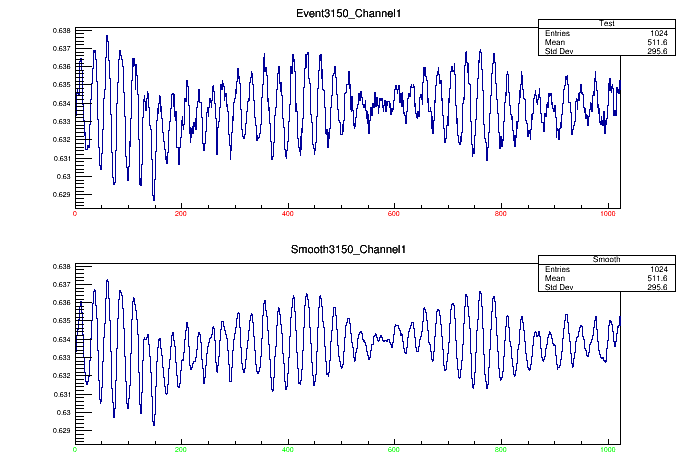 Event3150_Channel1
Test
Entries 1024
Mean 511.6
Std Dev 295.6
0.638
0.637
0.636
0.635
0.634
0.633
0.632
0.631
0.63
0.629
0 200 400 600 800 1000
Smooth3150_Channel1
Smooth
Entries 1024
Mean 511.6
Std Dev 295.6
0.638
0.637
0.636
0.635
0.634
0.633
0.632
0.631
0.63
0.629
0 200 400 600 800 1000